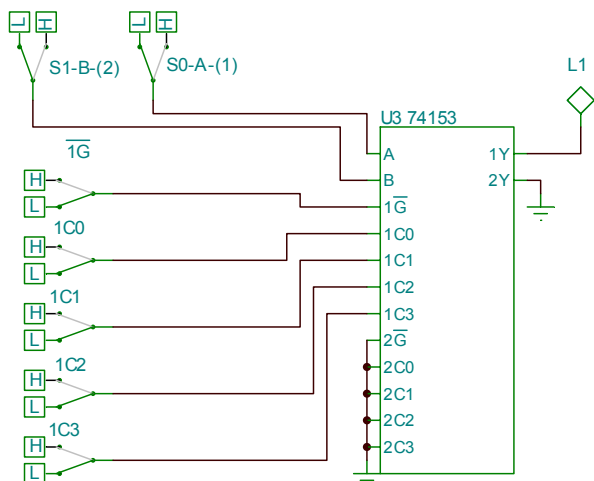 L H L H
S1-B-(2) S0-A-(1) L1
U3 74153
1G
A 1Y
B 2Y
H
L
1G
1C0
1C0
H
L
1C1
1C1
1C2
H
L
1C3
1C2
2G
H
L
2C0
2C1
1C3
2C2
H
L
2C3